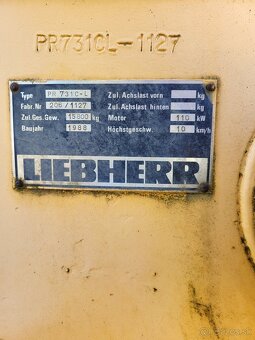 PR731CL-1127
Type PR 731C-L Zul. Achslast vorn kg
Fahr. Nr 206/1127 Zul. Achslast hinten kg
Zul. Ges. Gew. 15800 kg Motor 110 kW
Baujahr 1988 Höchstgeschw. 10 km/h
LIEBHERR